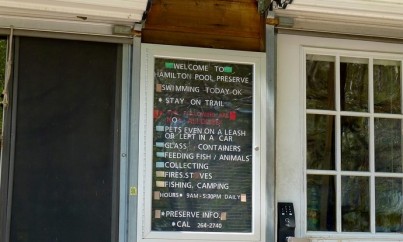 WELCOME TO
HAMILTON POOL PRESERVE
SWIMMING TODAY OK
STAY ON TRAIL
NO
PETS EVEN ON A LEASH
OR LEFT IN A CAR
GLASS CONTAINERS
FEEDING FISH / ANIMALS
COLLECTING
FIRES, STOVES
FISHING, CAMPING
HOURS 9AM-5:30PM DAILY
PRESERVE INFO.
CAL 264-2740